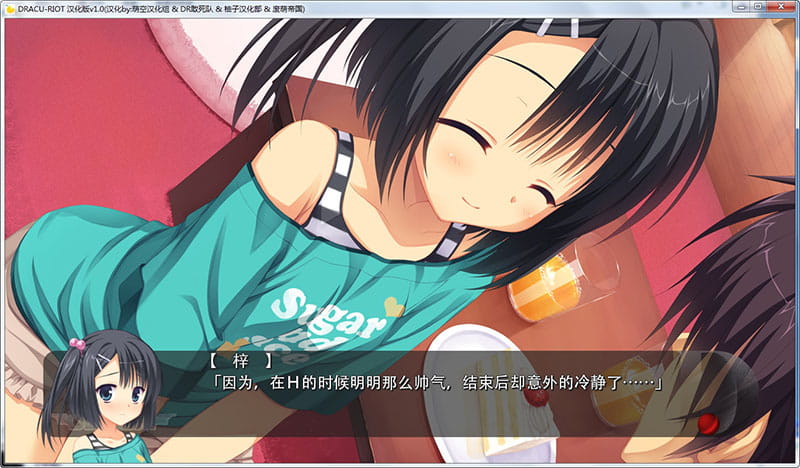 DRACU-RIOT 汉化版v1.0(汉化by:萌空汉化组 & DR敢死队 & 柚子汉化部 & 废萌帝国)
Sugar
【 梓 】
「因为，在H的时候明明那么帅气，结束后却意外的冷静了……」